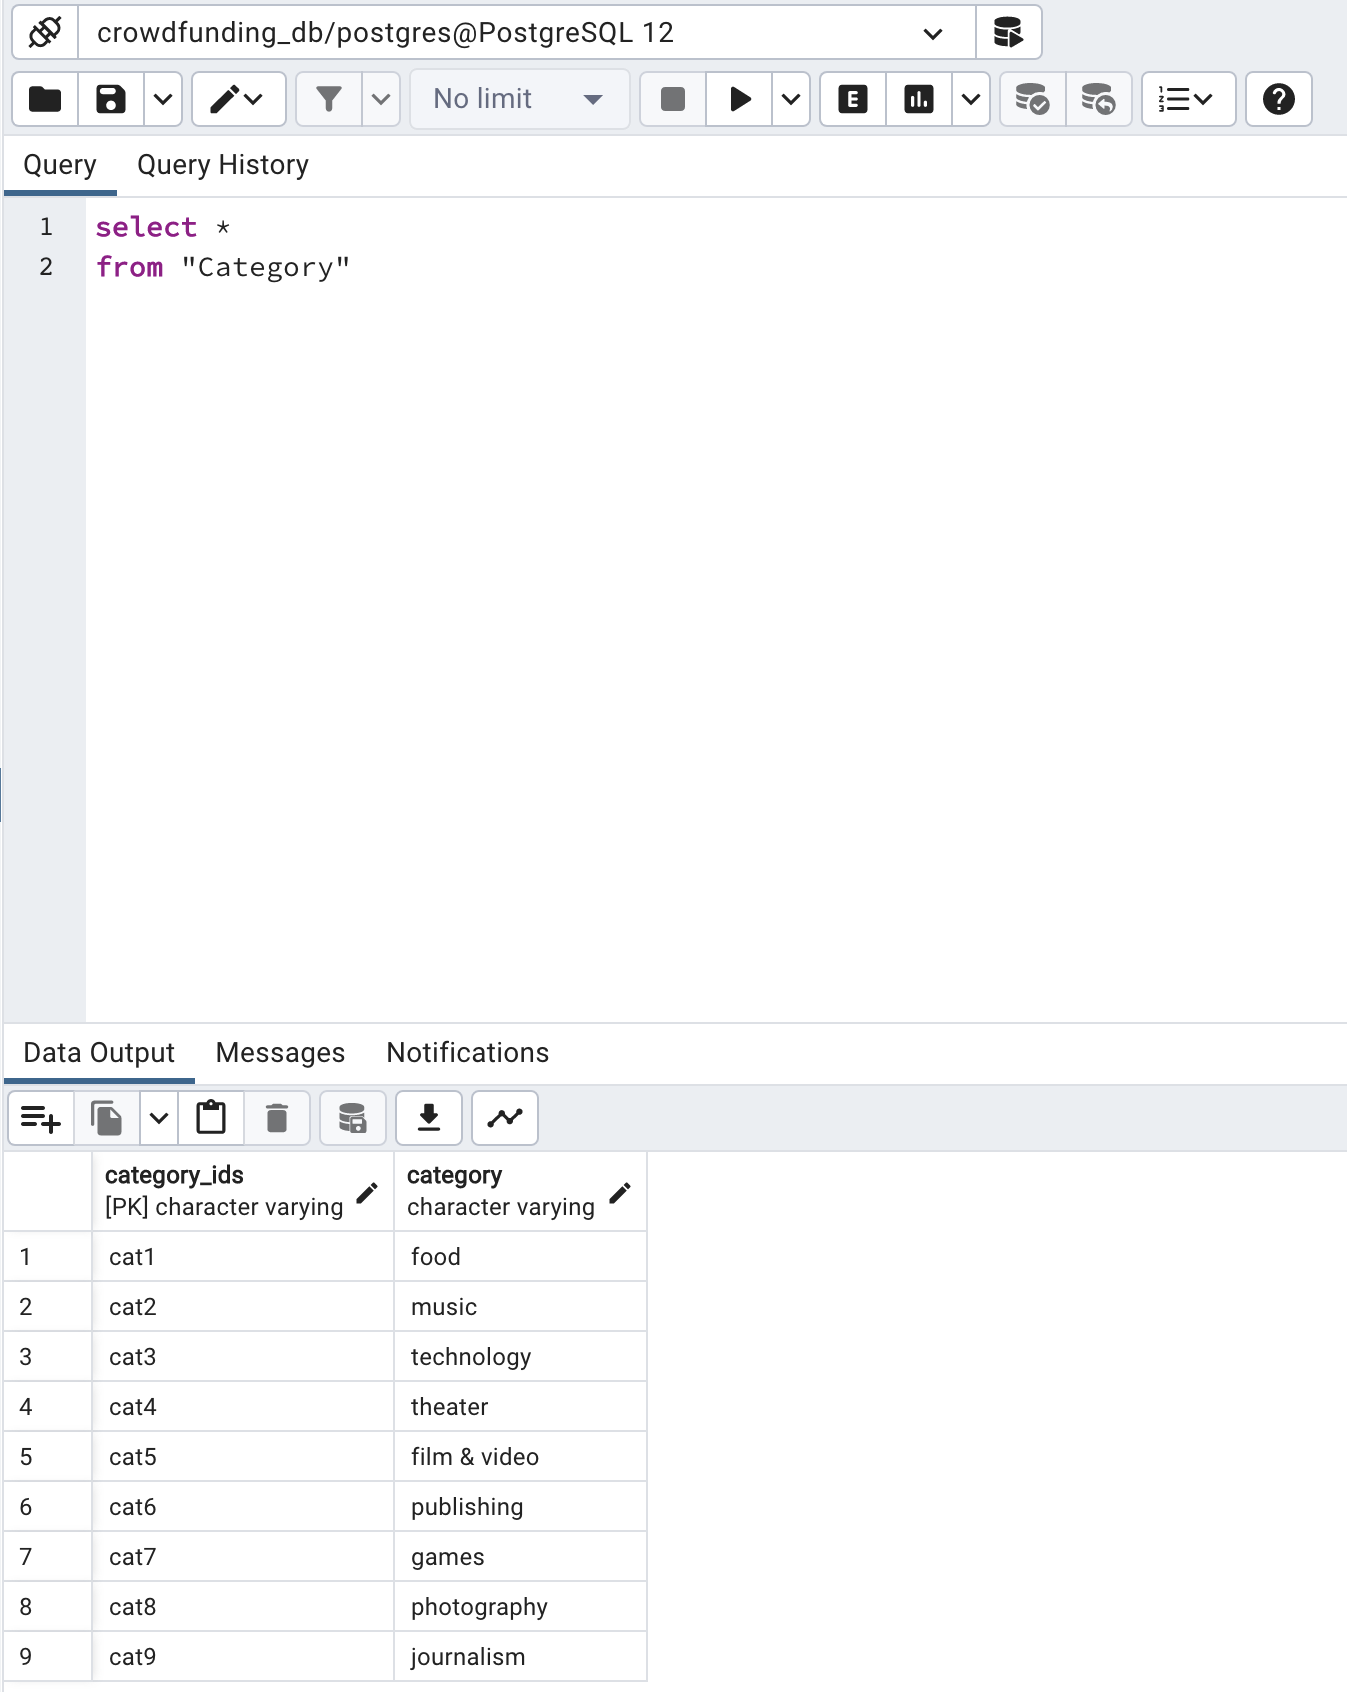 crowdfunding_db/postgres@PostgreSQL 12
No limit
E
Query Query History
1 select *
2 from "Category"
Data Output Messages Notifications
category_ids category
[PK] character varying character varying
1 cat1 food
2 cat2 music
3 cat3 technology
4 cat4 theater
5 cat5 film & video
6 cat6 publishing
7 cat7 games
8 cat8 photography
9 cat9 journalism